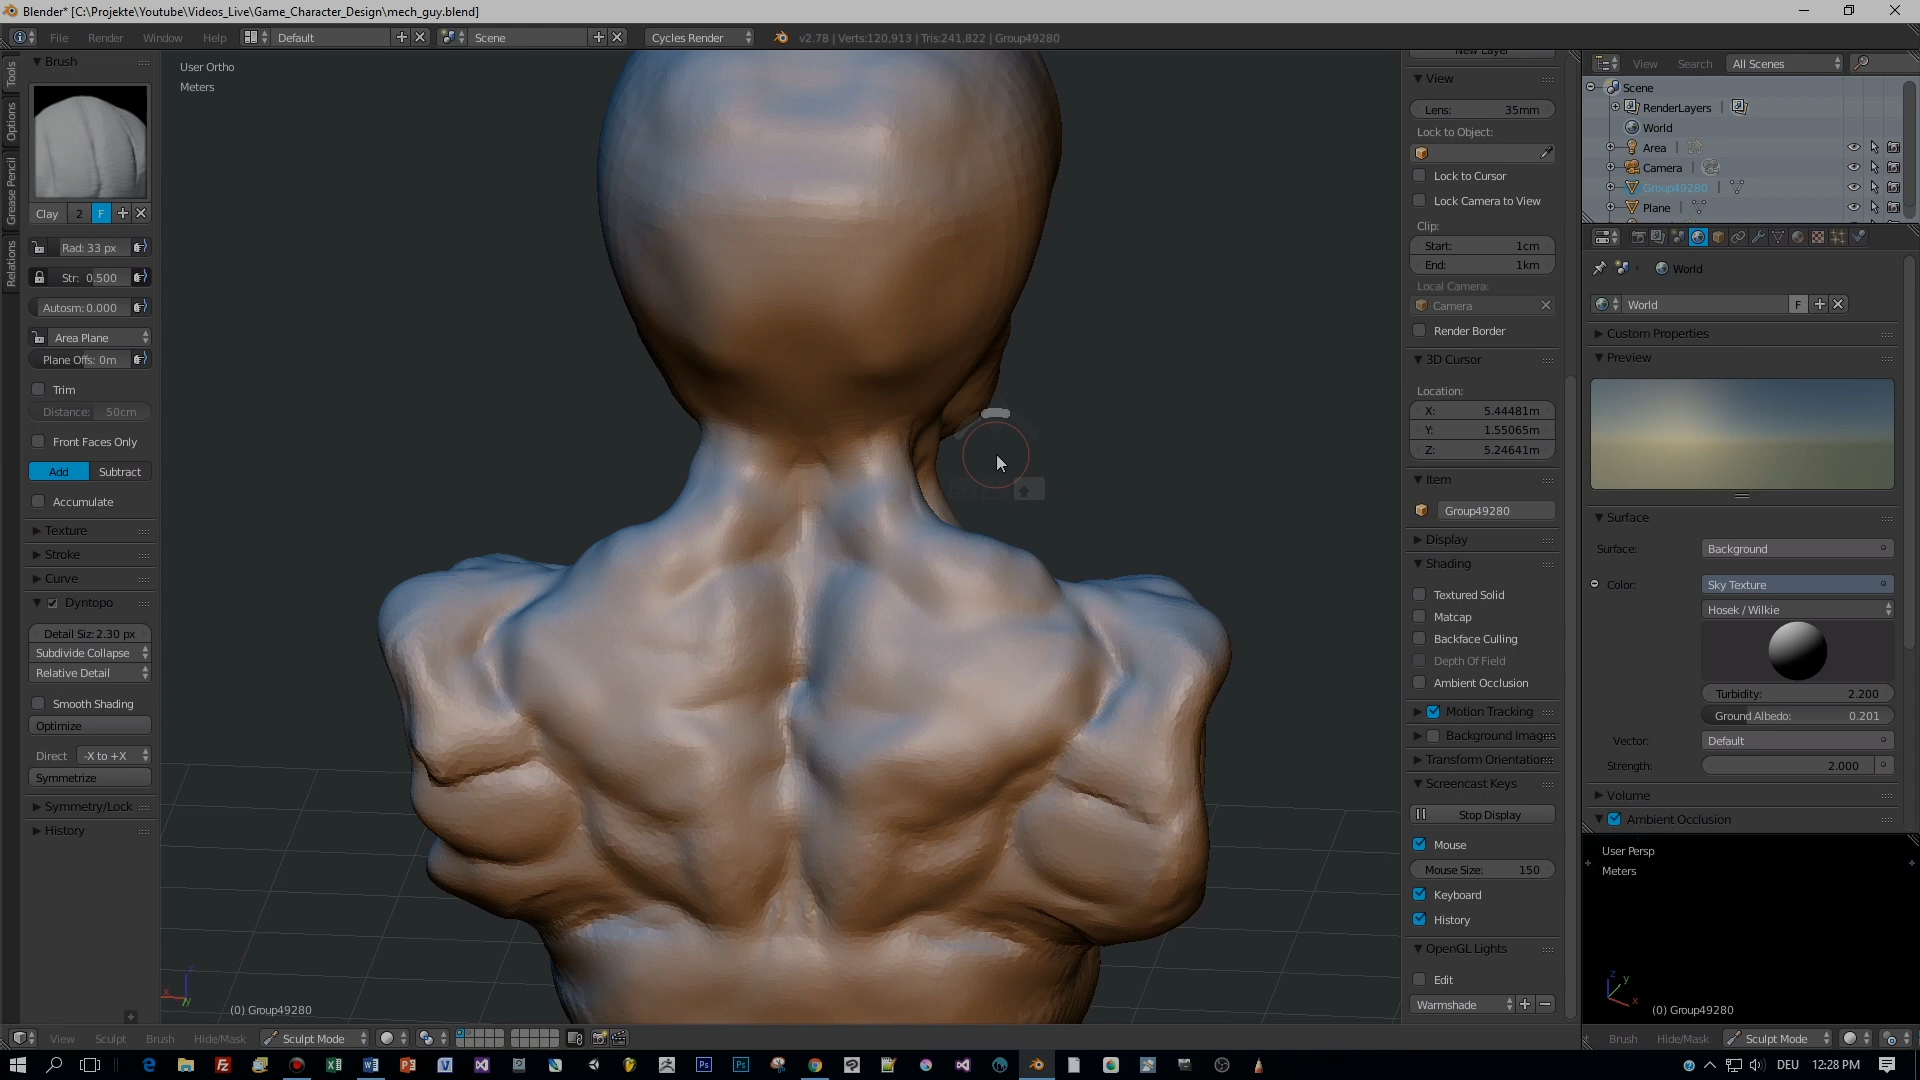 Blender* [C:\Projekte\Youtube\Videos_Live\Game_Character_Design\mech_guy.blend]
File Render Window Help Default Scene Cycles Render v2.78 | Verts:120,913 | Tris:241,822 | Group49280
Tools
Options
Grease Pencil
Relations
Brush
Clay 2 F
Rad: 33 px
Str: 0.500
Autosm: 0.000
Area Plane
Plane Offs: 0m
Trim
Distance: 50cm
Front Faces Only
Add Subtract
Accumulate
Texture
Stroke
Curve
Dyntopo
Detail Siz: 2.30 px
Subdivide Collapse
Relative Detail
Smooth Shading
Optimize
Direct -X to +X
Symmetrize
Symmetry/Lock
History
User Ortho
Meters
(0) Group49280
View Sculpt Brush Hide/Mask Sculpt Mode
New Layer
View
Lens: 35mm
Lock to Object:
Lock to Cursor
Lock Camera to View
Clip:
Start: 1cm
End: 1km
Local Camera:
Camera
Render Border
3D Cursor
Location:
X: 5.44481m
Y: 1.55065m
Z: 5.24641m
Item
Group49280
Display
Shading
Textured Solid
Matcap
Backface Culling
Depth Of Field
Ambient Occlusion
Motion Tracking
Background Images
Transform Orientations
Screencast Keys
Stop Display
Mouse
Mouse Size: 150
Keyboard
History
OpenGL Lights
Edit
Warmshade
View Search All Scenes
Scene
RenderLayers
World
Area
Camera
Group49280
Plane
World
World F
Custom Properties
Preview
Surface
Surface: Background
Color: Sky Texture
Hosek / Wilkie
Turbidity: 2.200
Ground Albedo: 0.201
Vector: Default
Strength: 2.000
Volume
Ambient Occlusion
User Persp
Meters
(0) Group49280
Brush Hide/Mask Sculpt Mode
DEU 12:28 PM